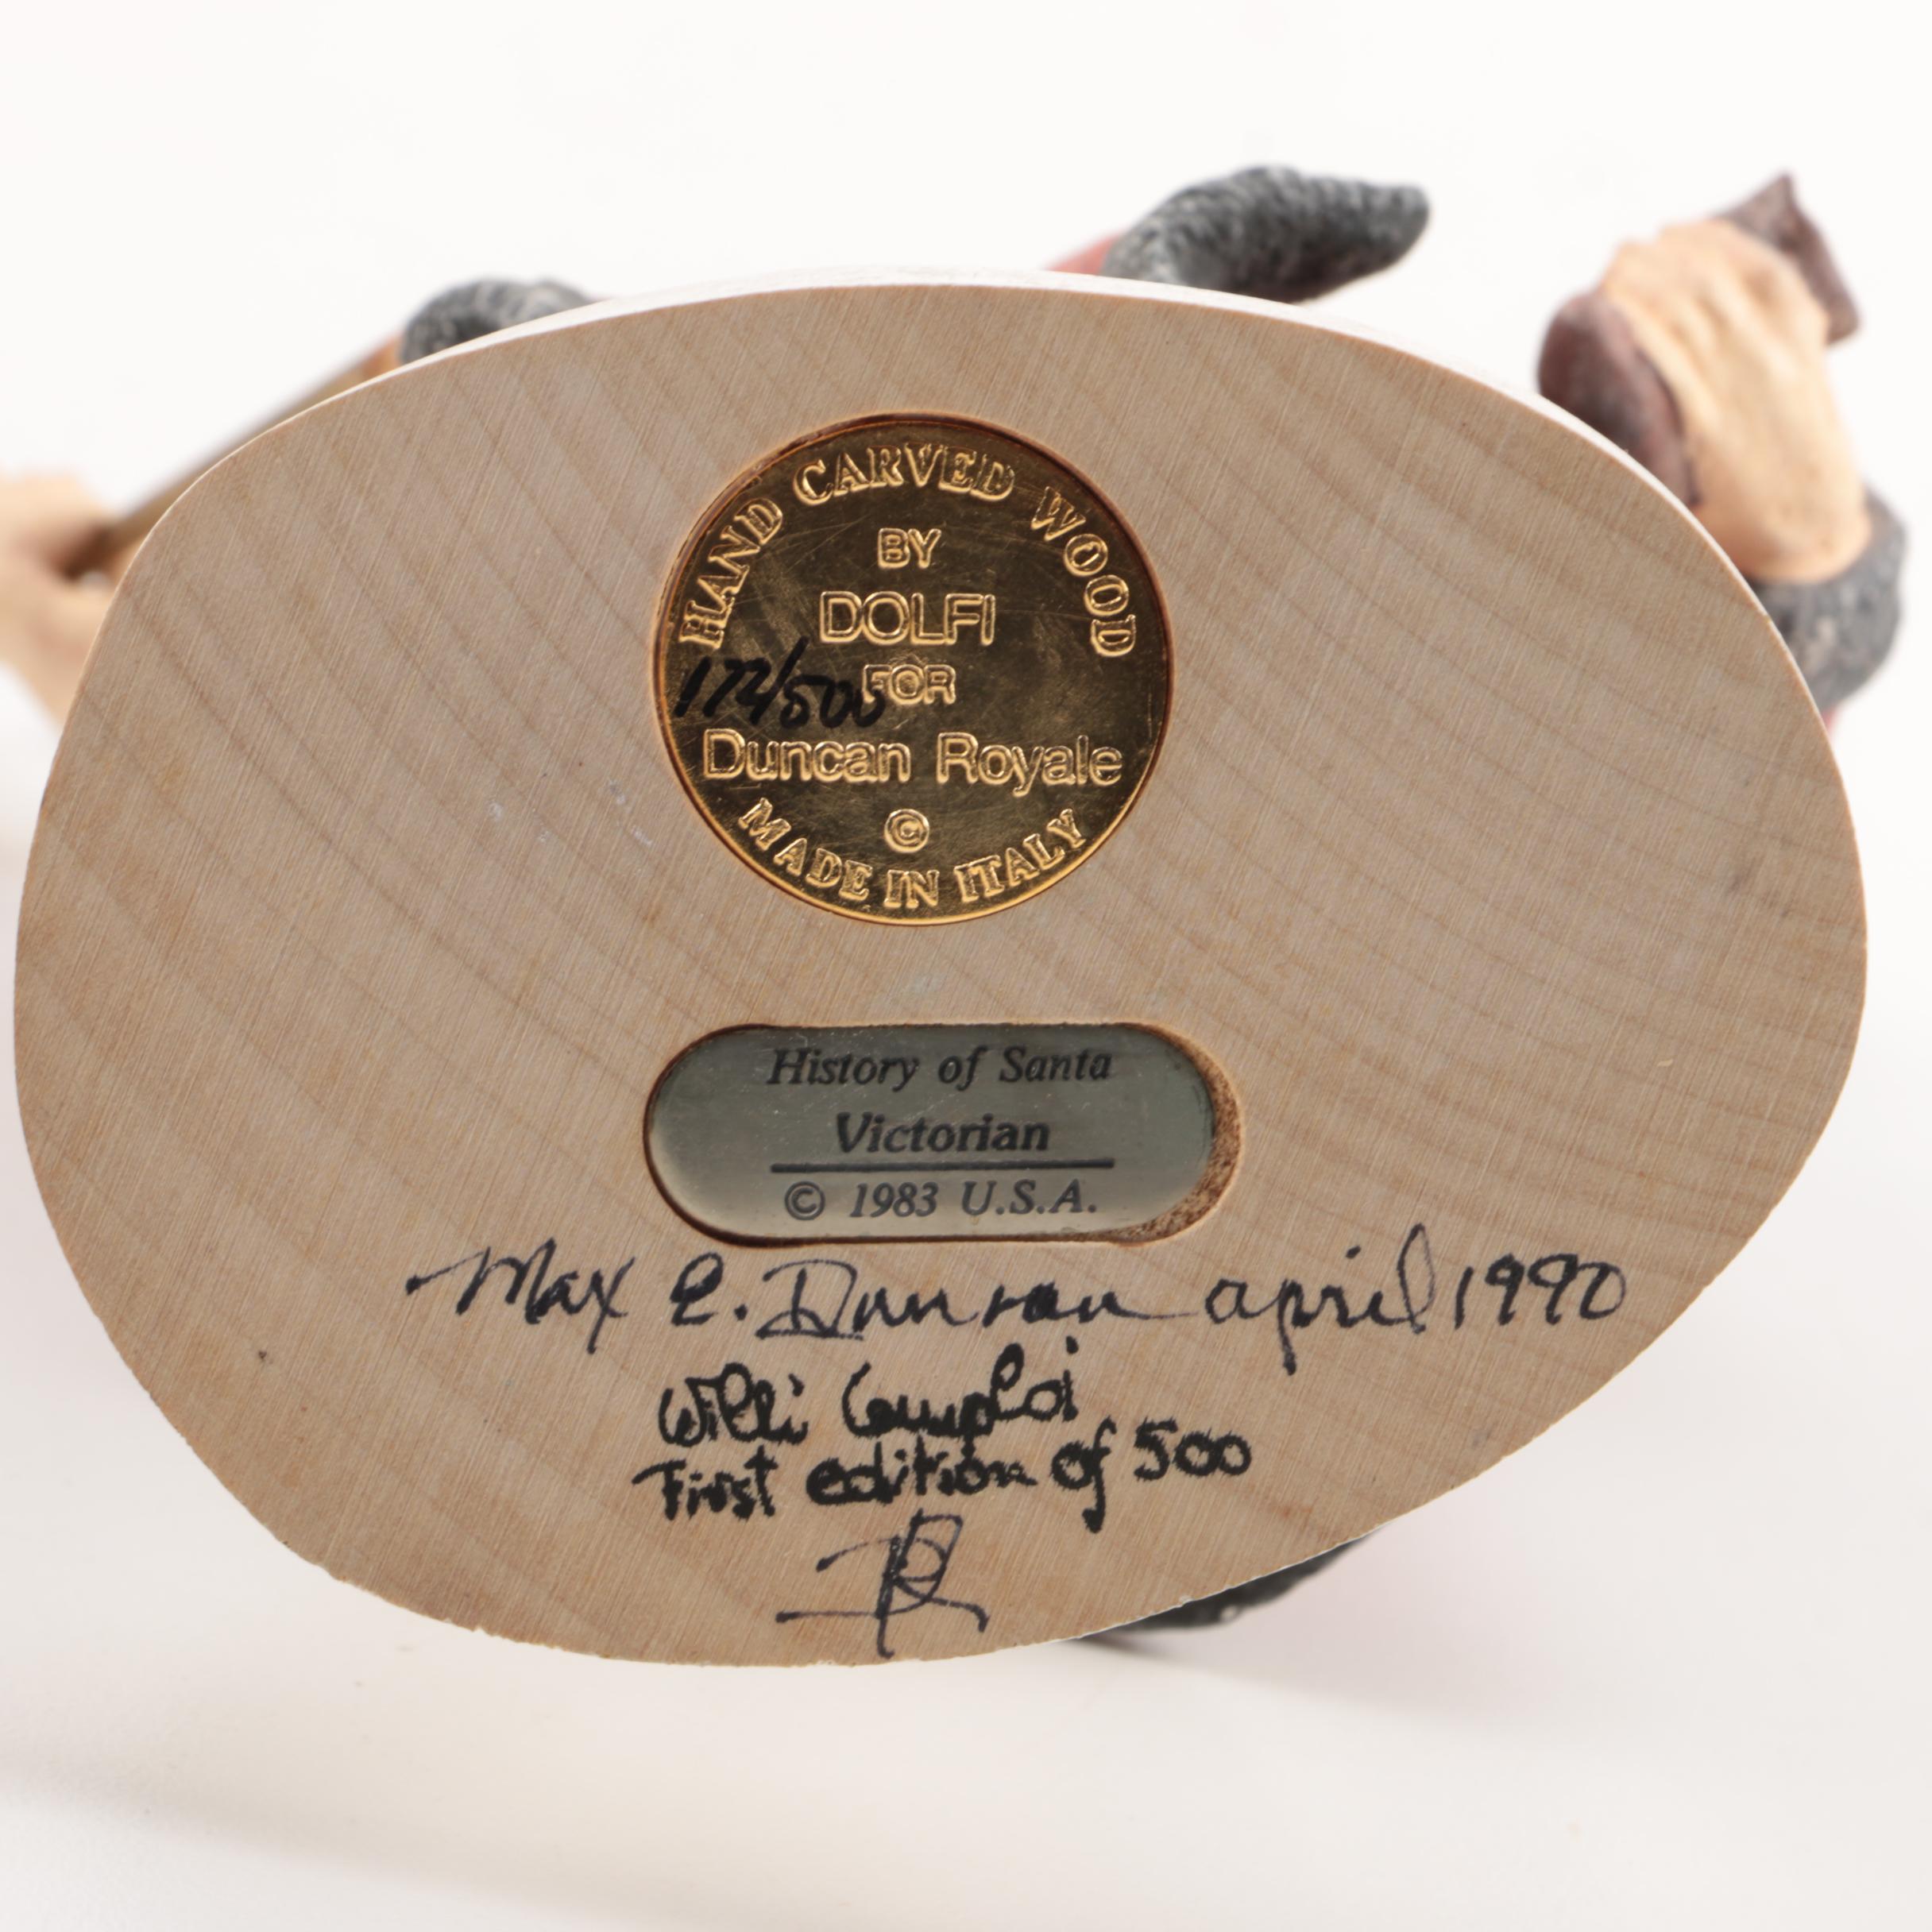 HAND CARVED WOOD
BY
DOLFI
FOR
172/500
Duncan Royale
©
MADE IN ITALY
History of Santa
Victorian
© 1983 U.S.A.
Max E. Duncan april 1990
Willi
First edition of 500